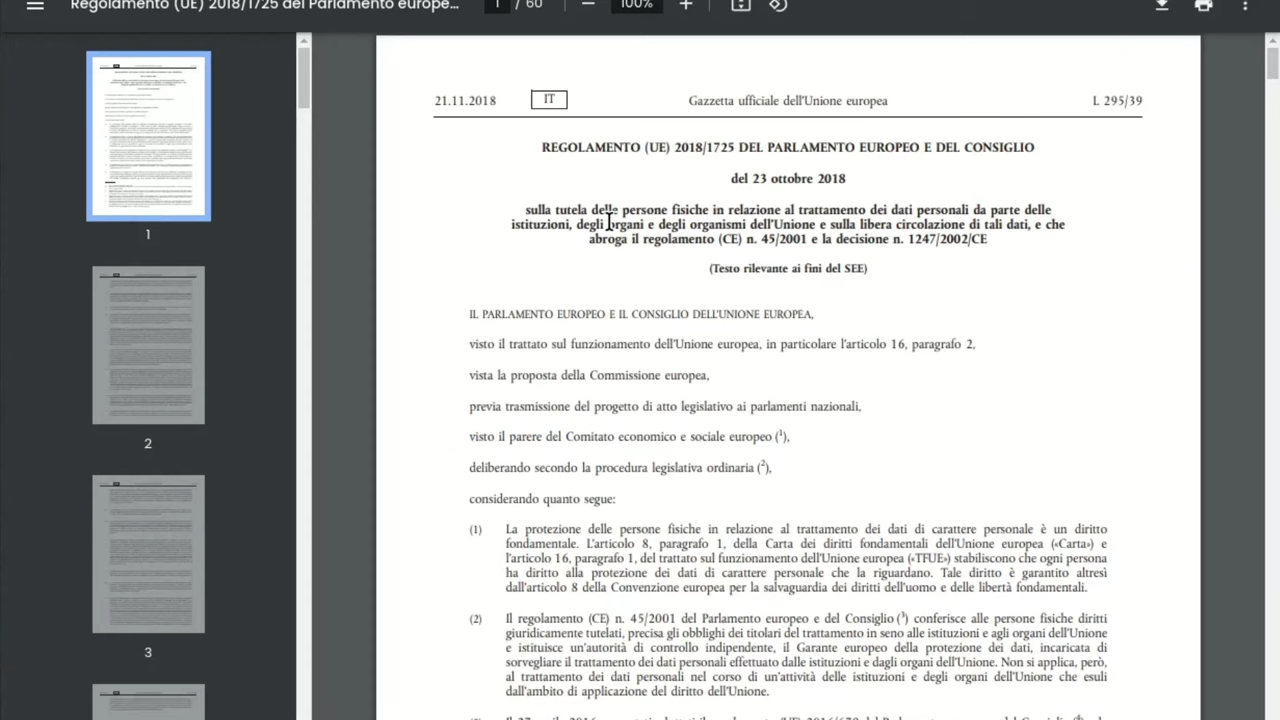 Regolamento (UE) 2018/1725 del Parlamento europe...
1 / 60
100%
1
2
3
21.11.2018
IT
Gazzetta ufficiale dell'Unione europea
L 295/39
REGOLAMENTO (UE) 2018/1725 DEL PARLAMENTO EUROPEO E DEL CONSIGLIO
del 23 ottobre 2018
sulla tutela delle persone fisiche in relazione al trattamento dei dati personali da parte delle
istituzioni, degli organi e degli organismi dell'Unione e sulla libera circolazione di tali dati, e che
abroga il regolamento (CE) n. 45/2001 e la decisione n. 1247/2002/CE
(Testo rilevante ai fini del SEE)
IL PARLAMENTO EUROPEO E IL CONSIGLIO DELL'UNIONE EUROPEA,
visto il trattato sul funzionamento dell'Unione europea, in particolare l'articolo 16, paragrafo 2,
vista la proposta della Commissione europea,
previa trasmissione del progetto di atto legislativo ai parlamenti nazionali,
visto il parere del Comitato economico e sociale europeo (¹),
deliberando secondo la procedura legislativa ordinaria (²),
considerando quanto segue:
(1) La protezione delle persone fisiche in relazione al trattamento dei dati di carattere personale è un diritto
fondamentale. L'articolo 8, paragrafo 1, della Carta dei diritti fondamentali dell'Unione europea («Carta») e
l'articolo 16, paragrafo 1, del trattato sul funzionamento dell'Unione europea («TFUE») stabiliscono che ogni persona
ha diritto alla protezione dei dati di carattere personale che la riguardano. Tale diritto è garantito altresì
dall'articolo 8 della Convenzione europea per la salvaguardia dei diritti dell'uomo e delle libertà fondamentali.
(2) Il regolamento (CE) n. 45/2001 del Parlamento europeo e del Consiglio (³) conferisce alle persone fisiche diritti
giuridicamente tutelati, precisa gli obblighi dei titolari del trattamento in seno alle istituzioni e agli organi dell'Unione
e istituisce un'autorità di controllo indipendente, il Garante europeo della protezione dei dati, incaricata di
sorvegliare il trattamento dei dati personali effettuato dalle istituzioni e dagli organi dell'Unione. Non si applica, però,
al trattamento dei dati personali nel corso di un'attività delle istituzioni e degli organi dell'Unione che esuli
dall'ambito di applicazione del diritto dell'Unione.